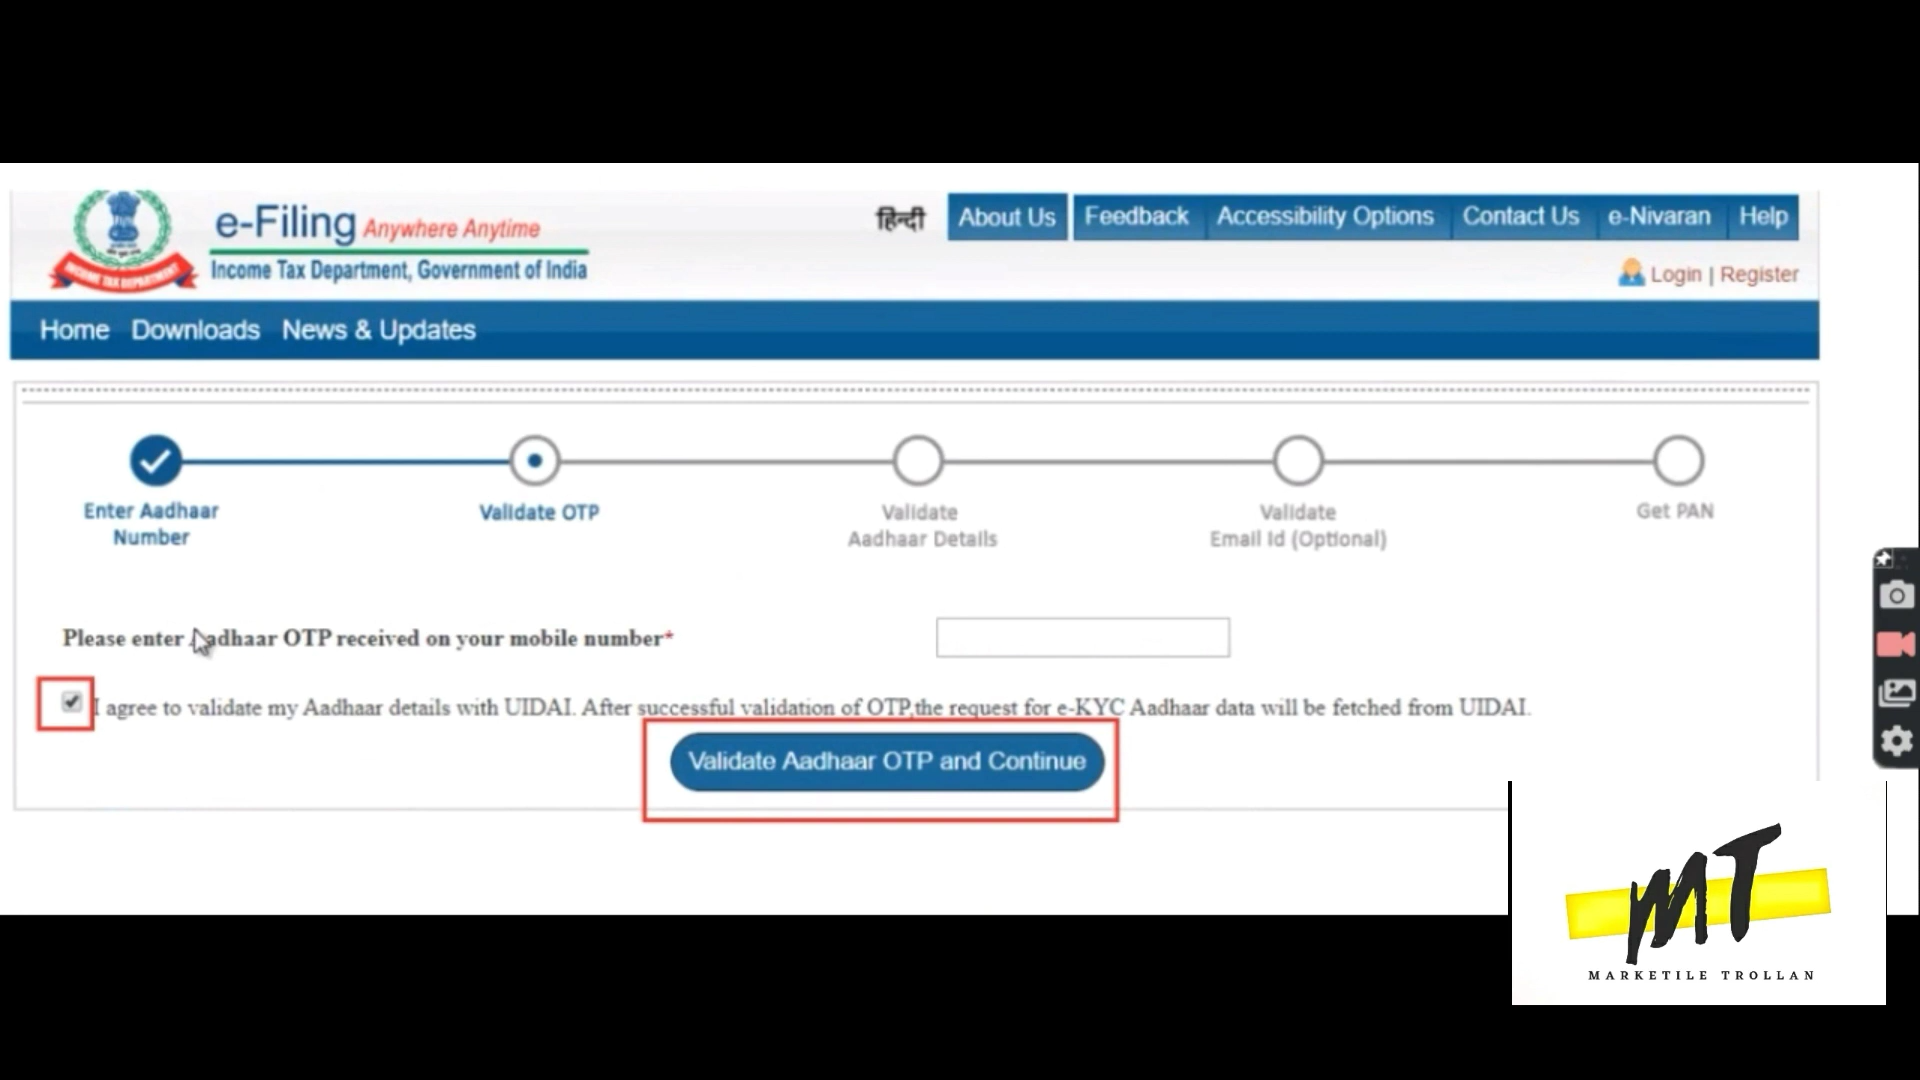 e-Filing Anywhere Anytime
Income Tax Department, Government of India
INCOME TAX DEPARTMENT
हिन्दी About Us Feedback Accessibility Options Contact Us e-Nivaran Help
Login | Register
Home Downloads News & Updates
Enter Aadhaar
Number
Validate OTP
Validate
Aadhaar Details
Validate
Email Id (Optional)
Get PAN
Please enter Aadhaar OTP received on your mobile number*
I agree to validate my Aadhaar details with UIDAI. After successful validation of OTP,the request for e-KYC Aadhaar data will be fetched from UIDAI.
Validate Aadhaar OTP and Continue
MT
MARKETILE TROLLAN